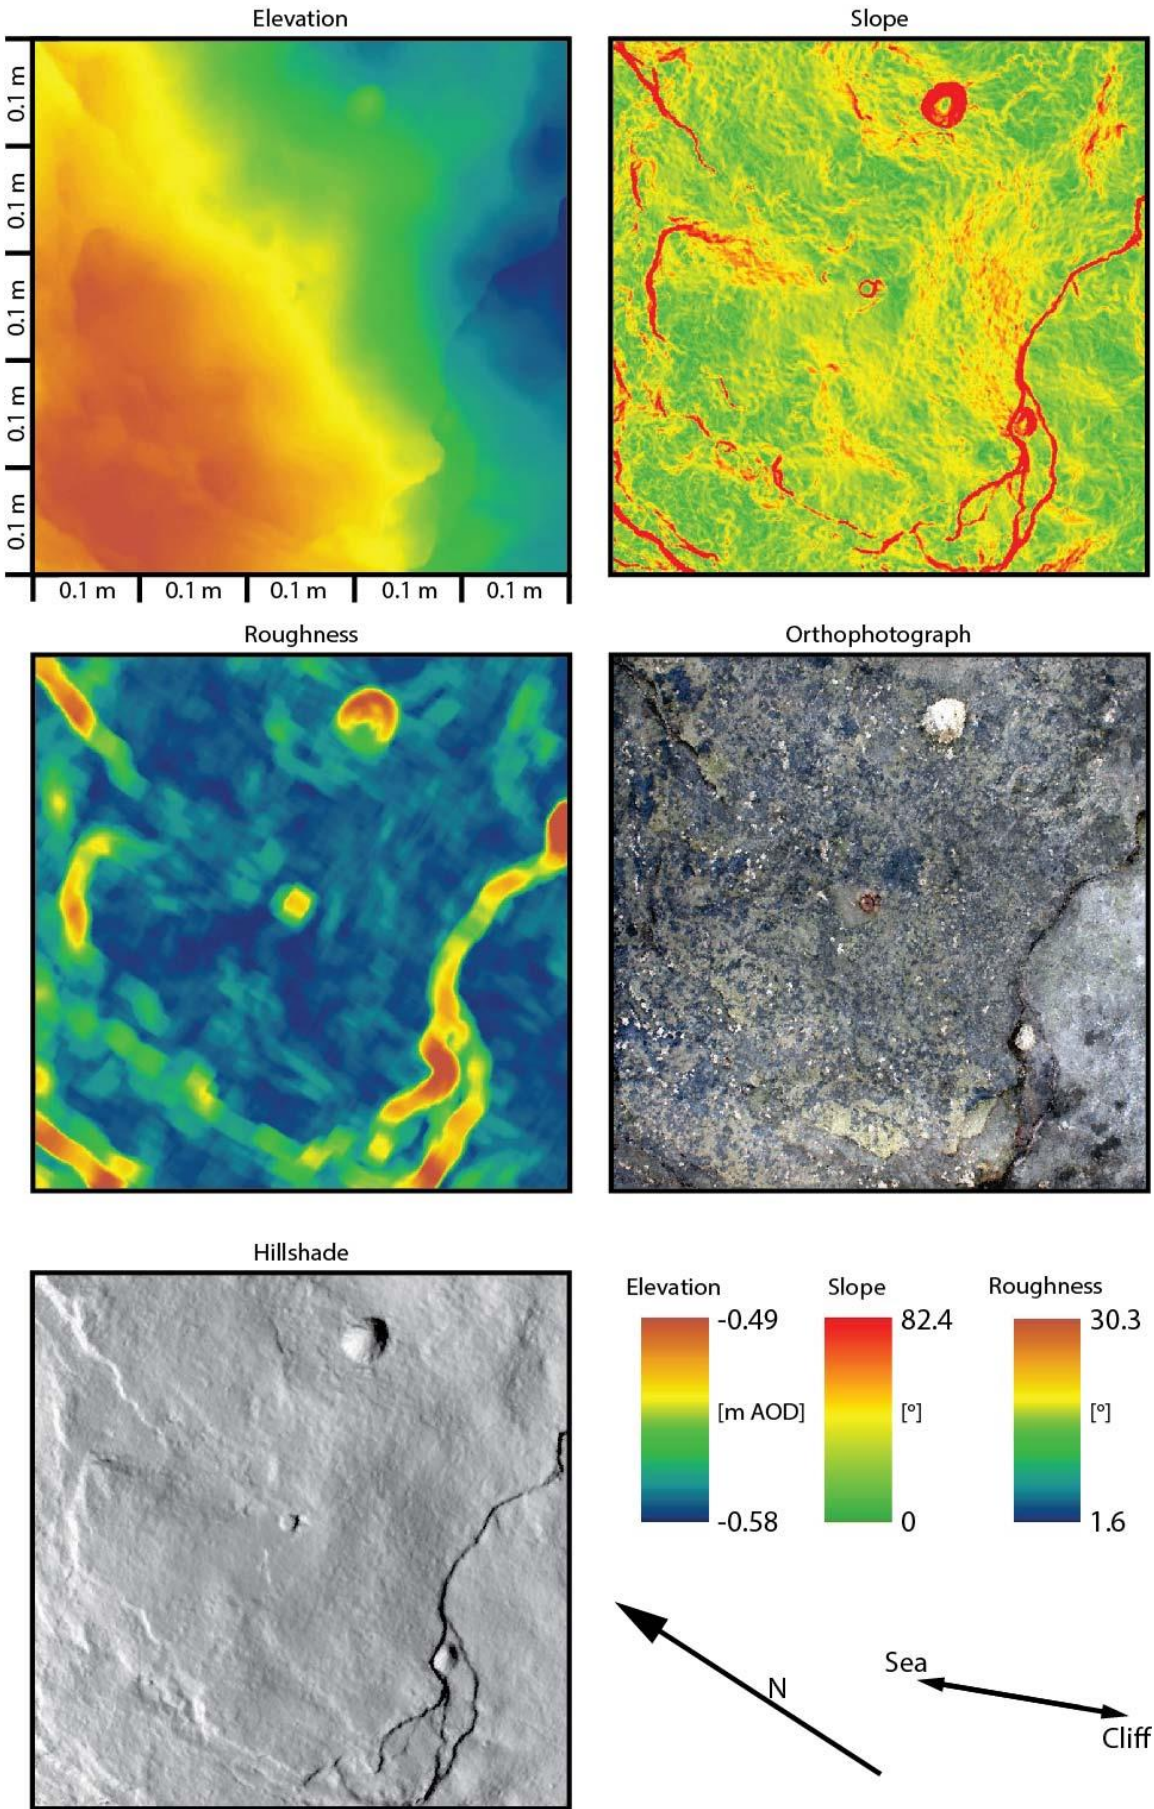 Elevation
Slope
0.1 m
0.1 m
0.1 m
0.1 m
0.1 m
0.1 m 0.1 m 0.1 m 0.1 m 0.1 m
Roughness
Orthophotograph
Hillshade
Elevation Slope Roughness
-0.49 82.4 30.3
[m AOD] [°] [°]
-0.58 0 1.6
N
Sea
Cliff